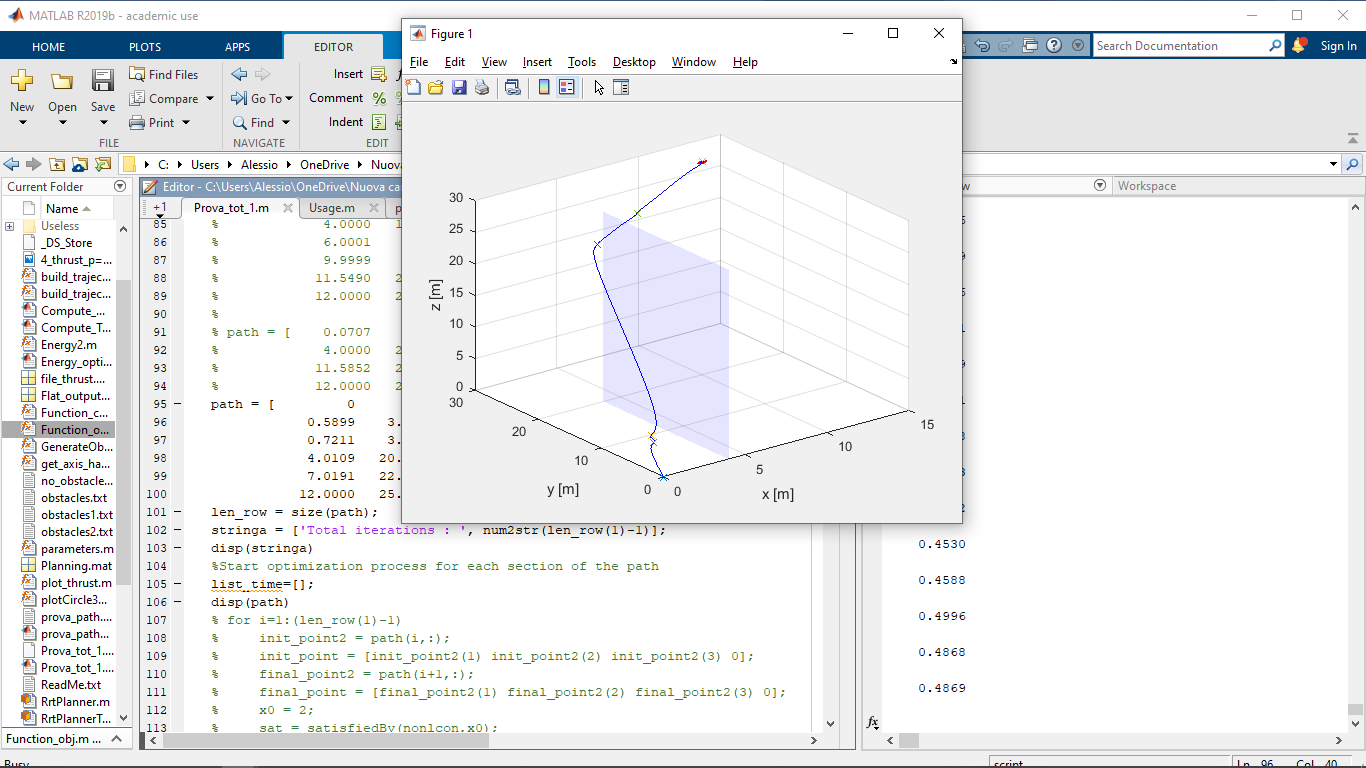 MATLAB R2019b - academic use
HOME PLOTS APPS EDITOR
Search Documentation
Sign In
New Open Save
Find Files
Compare
Print
FILE
Go To
Find
NAVIGATE
Insert
Comment
Indent
EDIT
C: Users Alessio OneDrive
Current Folder
Name
Useless
_DS_Store
4_thrust_p=...
build_trajec...
build_trajec...
Compute_...
Compute_T...
Energy2.m
Energy_opti...
file_thrust....
Flat_output...
Function_c...
Function_o...
GenerateOb...
get_axis_ha...
no_obstacle...
obstacles.txt
obstacles1.txt
obstacles2.txt
parameters.m
Planning.mat
plot_thrust.m
plotCircle3...
prova_path....
prova_path...
Prova_tot_1....
Prova_tot_1....
ReadMe.txt
RrtPlanner.m
RrtPlannerT...
Function_obj.m ...
Editor - C:\Users\Alessio\OneDrive\Nuova ca
+1 Prova_tot_1.m Usage.m p
85 % 4.0000 1
86 % 6.0001
87 % 9.9999
88 % 11.5490 2
89 % 12.0000 2
90 %
91 % path = [ 0.0707
92 % 4.0000 2
93 % 11.5852 2
94 % 12.0000 2
95 path = [ 0
96 0.5899 3.
97 0.7211 3.
98 4.0109 20.
99 7.0191 22.
100 12.0000 25.
101 len_row = size(path);
102 stringa = ['Total iterations : ', num2str(len_row(1)-1)];
103 disp(stringa)
104 %Start optimization process for each section of the path
105 list_time=[];
106 disp(path)
107 % for i=1:(len_row(1)-1)
108 % init_point2 = path(i,:);
109 % init_point = [init_point2(1) init_point2(2) init_point2(3) 0];
110 % final_point2 = path(i+1,:);
111 % final_point = [final_point2(1) final_point2(2) final_point2(3) 0];
112 % x0 = 2;
113 % sat = satisfiedBy(nonlcon,x0);
Figure 1
File Edit View Insert Tools Desktop Window Help
30
25
20
15
10
5
0
z [m]
30
20
10
0
y [m]
0
5
10
15
x [m]
Workspace
0.4530
0.4588
0.4996
0.4868
0.4869
fx
Busy
script
Ln 96 Col 40